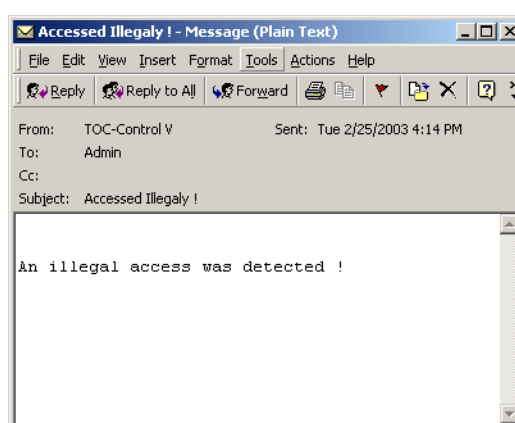 Accessed Illegaly ! - Message (Plain Text)
File Edit View Insert Format Tools Actions Help
Reply Reply to All Forward
From: TOC-Control V Sent: Tue 2/25/2003 4:14 PM
To: Admin
Cc:
Subject: Accessed Illegaly !
An illegal access was detected !